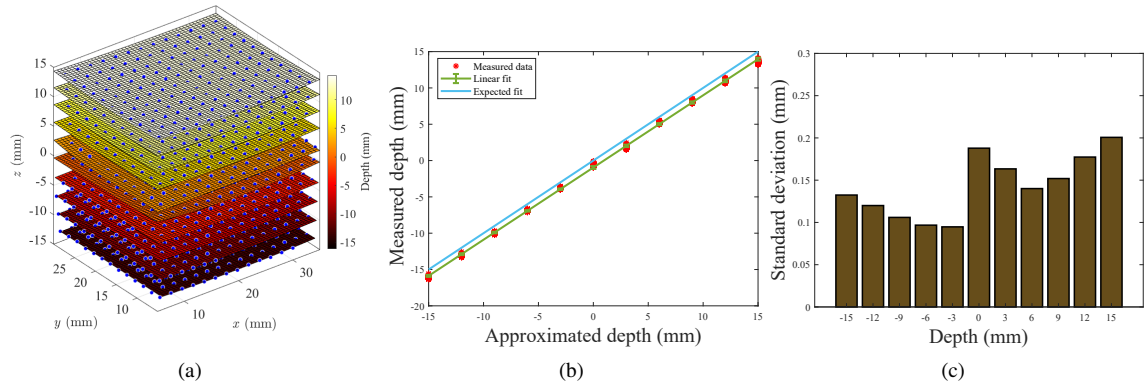 15
10
5
0
-5
-10
-15
z (mm)
25
20
15
10
y (mm)
10
20
30
x (mm)
10
5
0
-5
-10
-15
Depth (mm)
(a)
15
10
5
0
-5
-10
-15
-20
Measured depth (mm)
Measured data
Linear fit
Expected fit
-15 -10 -5 0 5 10 15
Approximated depth (mm)
(b)
0.3
0.2
0.15
0.1
0.05
0
Standard deviation (mm)
-15 -12 -9 -6 -3 0 3 6 9 12 15
Depth (mm)
(c)